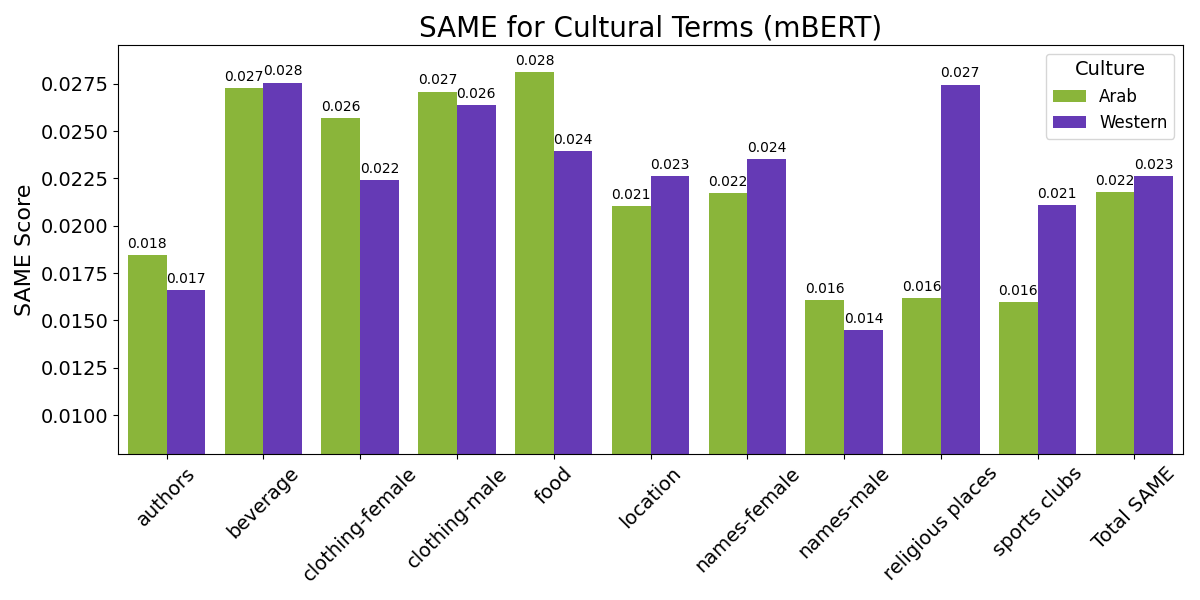 SAME for Cultural Terms (mBERT)
SAME Score
0.0275
0.0250
0.0225
0.0200
0.0175
0.0150
0.0125
0.0100
0.018
0.017
0.027
0.028
0.026
0.022
0.027
0.026
0.028
0.024
0.021
0.023
0.022
0.024
0.016
0.014
0.016
0.027
0.016
0.021
0.022
0.023
Culture
Arab
Western
authors
beverage
clothing-female
clothing-male
food
location
names-female
names-male
religious places
sports clubs
Total SAME